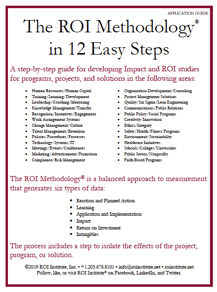 APPLICATION GUIDE
The ROI Methodology®
in 12 Easy Steps
A step-by-step guide for developing Impact and ROI studies
for programs, projects, and solutions in the following areas:
• Human Resources/Human Capital
• Training/Learning/Development
• Leadership/Coaching/Mentoring
• Knowledge Management/Transfer
• Recognition/Incentives/Engagement
• Work Arrangement Systems
• Change Management/Culture
• Talent Management/Retention
• Policies/Procedures/Processes
• Technology/Systems/IT
• Meetings/Events/Conferences
• Marketing/Advertisement/Promotion
• Compliance/Risk Management
• Organization Development/Consulting
• Project Management Solutions
• Quality/Six Sigma/Lean Engineering
• Communications/Public Relations
• Public Policy/Social Programs
• Creativity/Innovation
• Ethics/Integrity
• Safety/Health/Fitness Programs
• Environment/Sustainability
• Healthcare Initiatives
• Schools/Colleges/Universities
• Public Sector/Nonprofits
• Faith-Based Programs
The ROI Methodology® is a balanced approach to measurement
that generates six types of data:
• Reaction and Planned Action
• Learning
• Application and Implementation
• Impact
• Return on Investment
• Intangibles
The process includes a step to isolate the effects of the project,
program, or solution.
©2019 ROI Institute, Inc. • +1.205.678.8101 • info@roiinstitute.net • roiinstitute.net
Follow, like, or visit ROI Institute® on Facebook, LinkedIn, and Twitter.